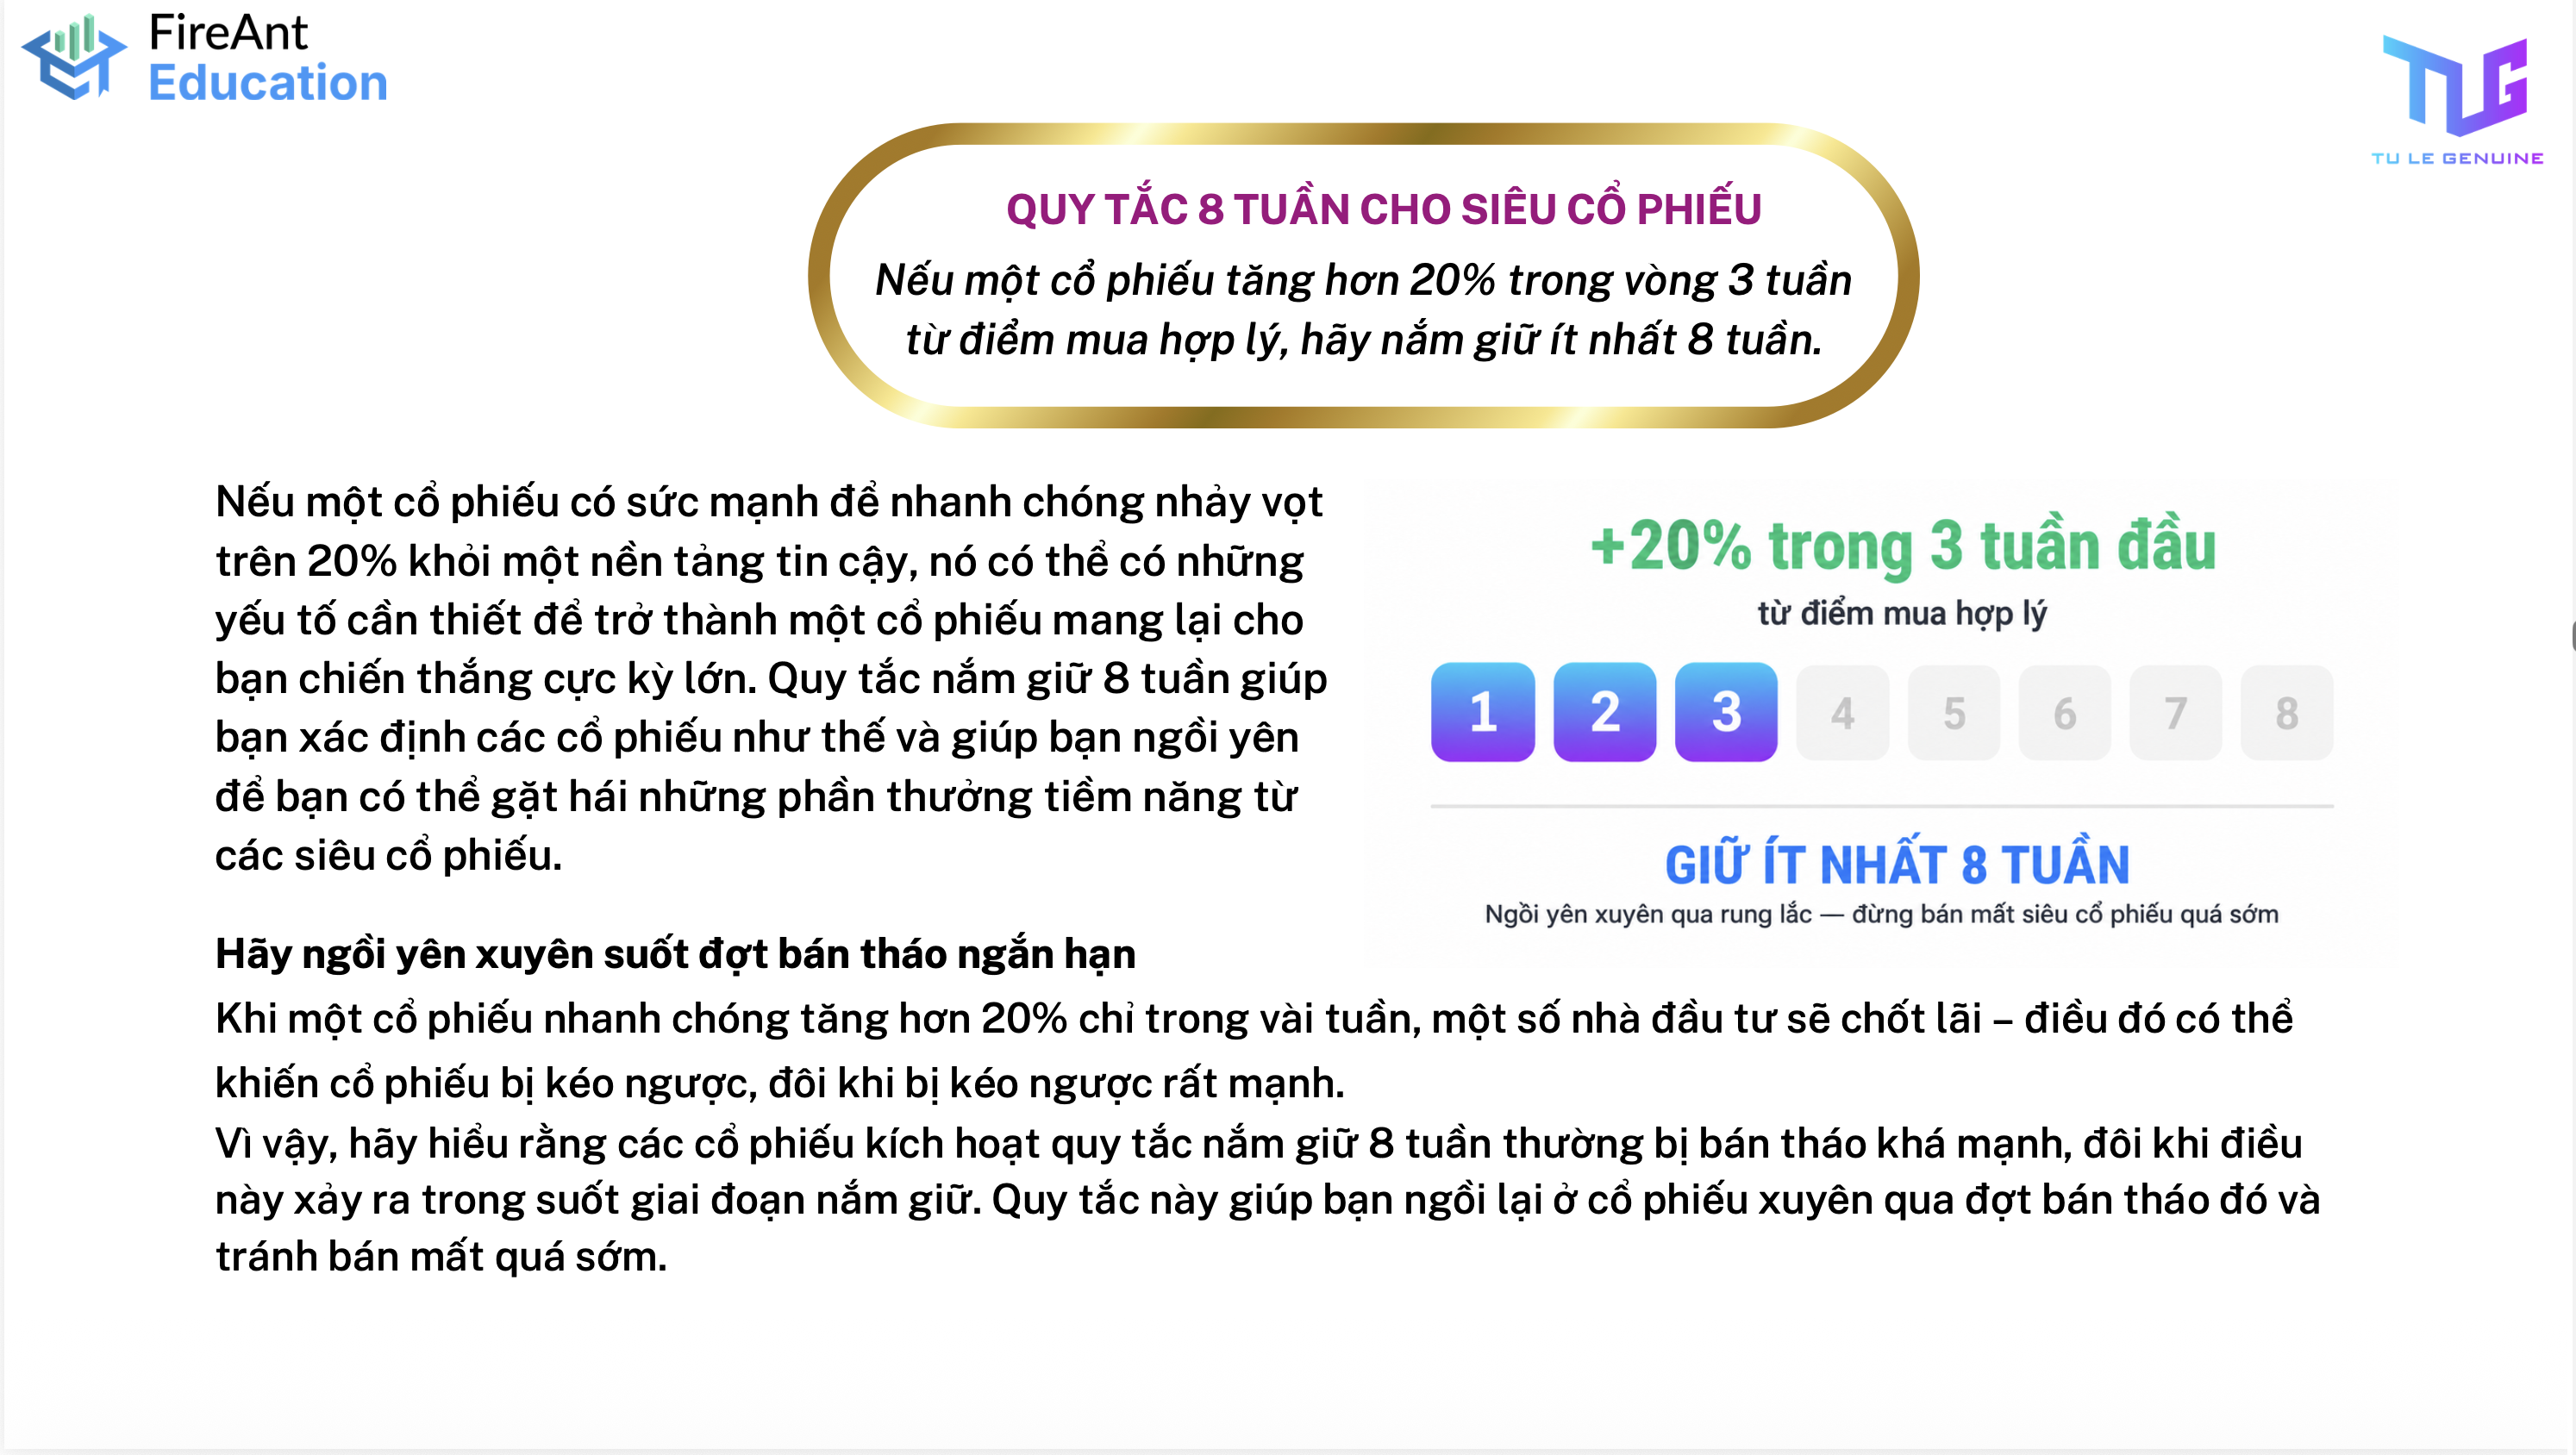 FireAnt
Education
TLG
TU LE GENUINE
QUY TẮC 8 TUẦN CHO SIÊU CỔ PHIẾU
Nếu một cổ phiếu tăng hơn 20% trong vòng 3 tuần
từ điểm mua hợp lý, hãy nắm giữ ít nhất 8 tuần.
Nếu một cổ phiếu có sức mạnh để nhanh chóng nhảy vọt
trên 20% khỏi một nền tảng tin cậy, nó có thể có những
yếu tố cần thiết để trở thành một cổ phiếu mang lại cho
bạn chiến thắng cực kỳ lớn. Quy tắc nắm giữ 8 tuần giúp
bạn xác định các cổ phiếu như thế và giúp bạn ngồi yên
để bạn có thể gặt hái những phần thưởng tiềm năng từ
các siêu cổ phiếu.
+20% trong 3 tuần đầu
từ điểm mua hợp lý
1 2 3 4 5 6 7 8
GIỮ ÍT NHẤT 8 TUẦN
Ngồi yên xuyên qua rung lắc — đừng bán mất siêu cổ phiếu quá sớm
Hãy ngồi yên xuyên suốt đợt bán tháo ngắn hạn
Khi một cổ phiếu nhanh chóng tăng hơn 20% chỉ trong vài tuần, một số nhà đầu tư sẽ chốt lãi – điều đó có thể
khiến cổ phiếu bị kéo ngược, đôi khi bị kéo ngược rất mạnh.
Vì vậy, hãy hiểu rằng các cổ phiếu kích hoạt quy tắc nắm giữ 8 tuần thường bị bán tháo khá mạnh, đôi khi điều
này xảy ra trong suốt giai đoạn nắm giữ. Quy tắc này giúp bạn ngồi lại ở cổ phiếu xuyên qua đợt bán tháo đó và
tránh bán mất quá sớm.